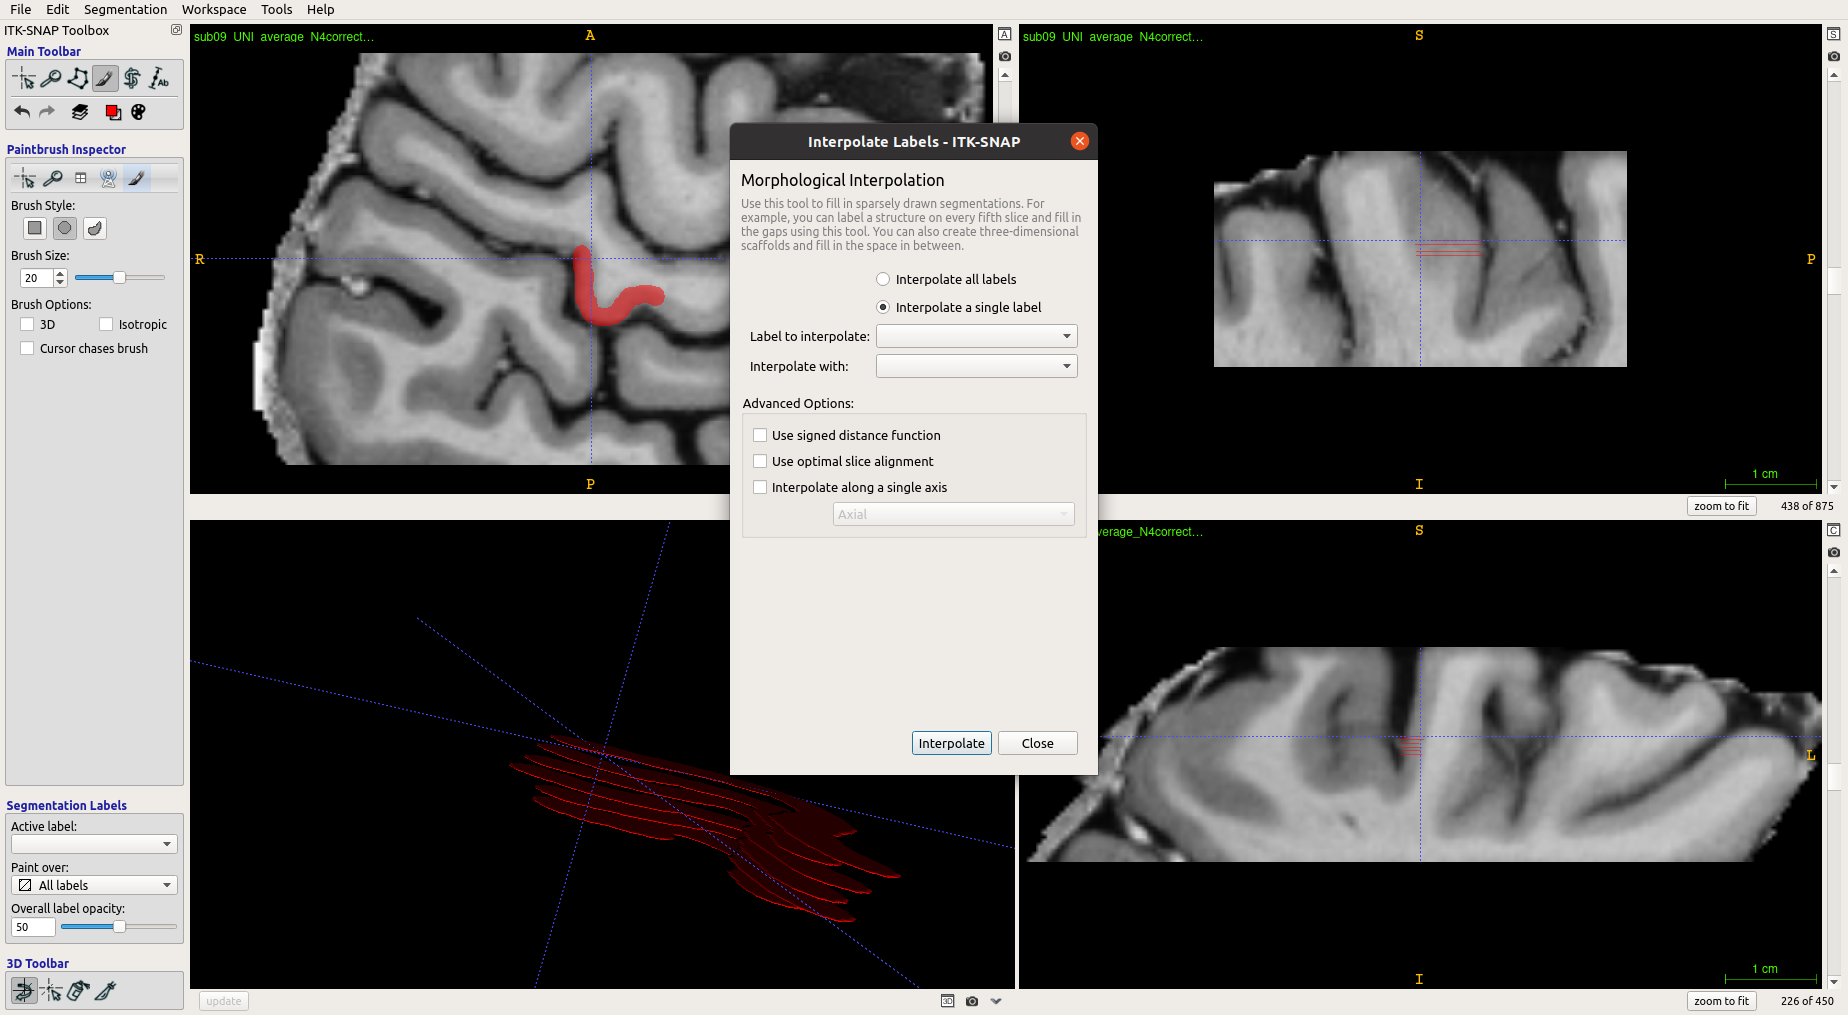 File Edit Segmentation Workspace Tools Help
ITK-SNAP Toolbox
Main Toolbar
Paintbrush Inspector
Brush Style:
Brush Size:
20
Brush Options:
3D Isotropic
Cursor chases brush
Segmentation Labels
Active label:
Paint over:
All labels
Overall label opacity:
50
3D Toolbar
sub09_UNI_average_N4correct...
A
R
P
update
3D
A
sub09_UNI_average_N4correct...
S
P
I
1 cm
S
zoom to fit 438 of 875
verage_N4correct...
S
L
I
1 cm
C
zoom to fit 226 of 450
Interpolate Labels - ITK-SNAP
Morphological Interpolation
Use this tool to fill in sparsely drawn segmentations. For
example, you can label a structure on every fifth slice and fill in
the gaps using this tool. You can also create three-dimensional
scaffolds and fill in the space in between.
Interpolate all labels
Interpolate a single label
Label to interpolate:
Interpolate with:
Advanced Options:
Use signed distance function
Use optimal slice alignment
Interpolate along a single axis
Axial
Interpolate Close